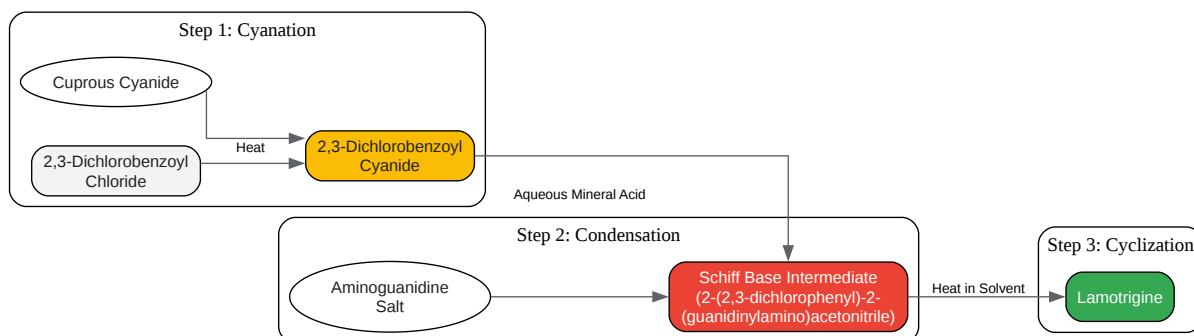 Step 1: Cyanation
Cuprous Cyanide
Heat
2,3-Dichlorobenzoyl
Chloride
2,3-Dichlorobenzoyl
Cyanide
Aqueous Mineral Acid
Step 2: Condensation
Aminoguanidine
Salt
Schiff Base Intermediate
(2-(2,3-dichlorophenyl)-2-
(guanidinylamino)acetonitrile)
Heat in Solvent
Step 3: Cyclization
Lamotrigine